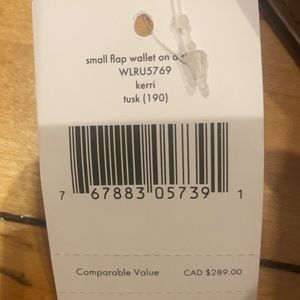 small flap wallet on a
WLRU5769
kerri
tusk (190)
7 67883 05739 1
Comparable Value CAD $289.00